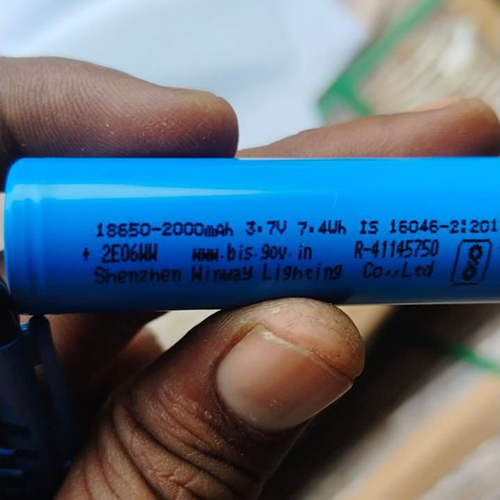 18650-2000mAh 3.7V 7.4Wh IS 16046-2:201
+ 2E06WW www.bis.gov.in R-41145750
Shenzhen Winway Lighting Co.,Ltd